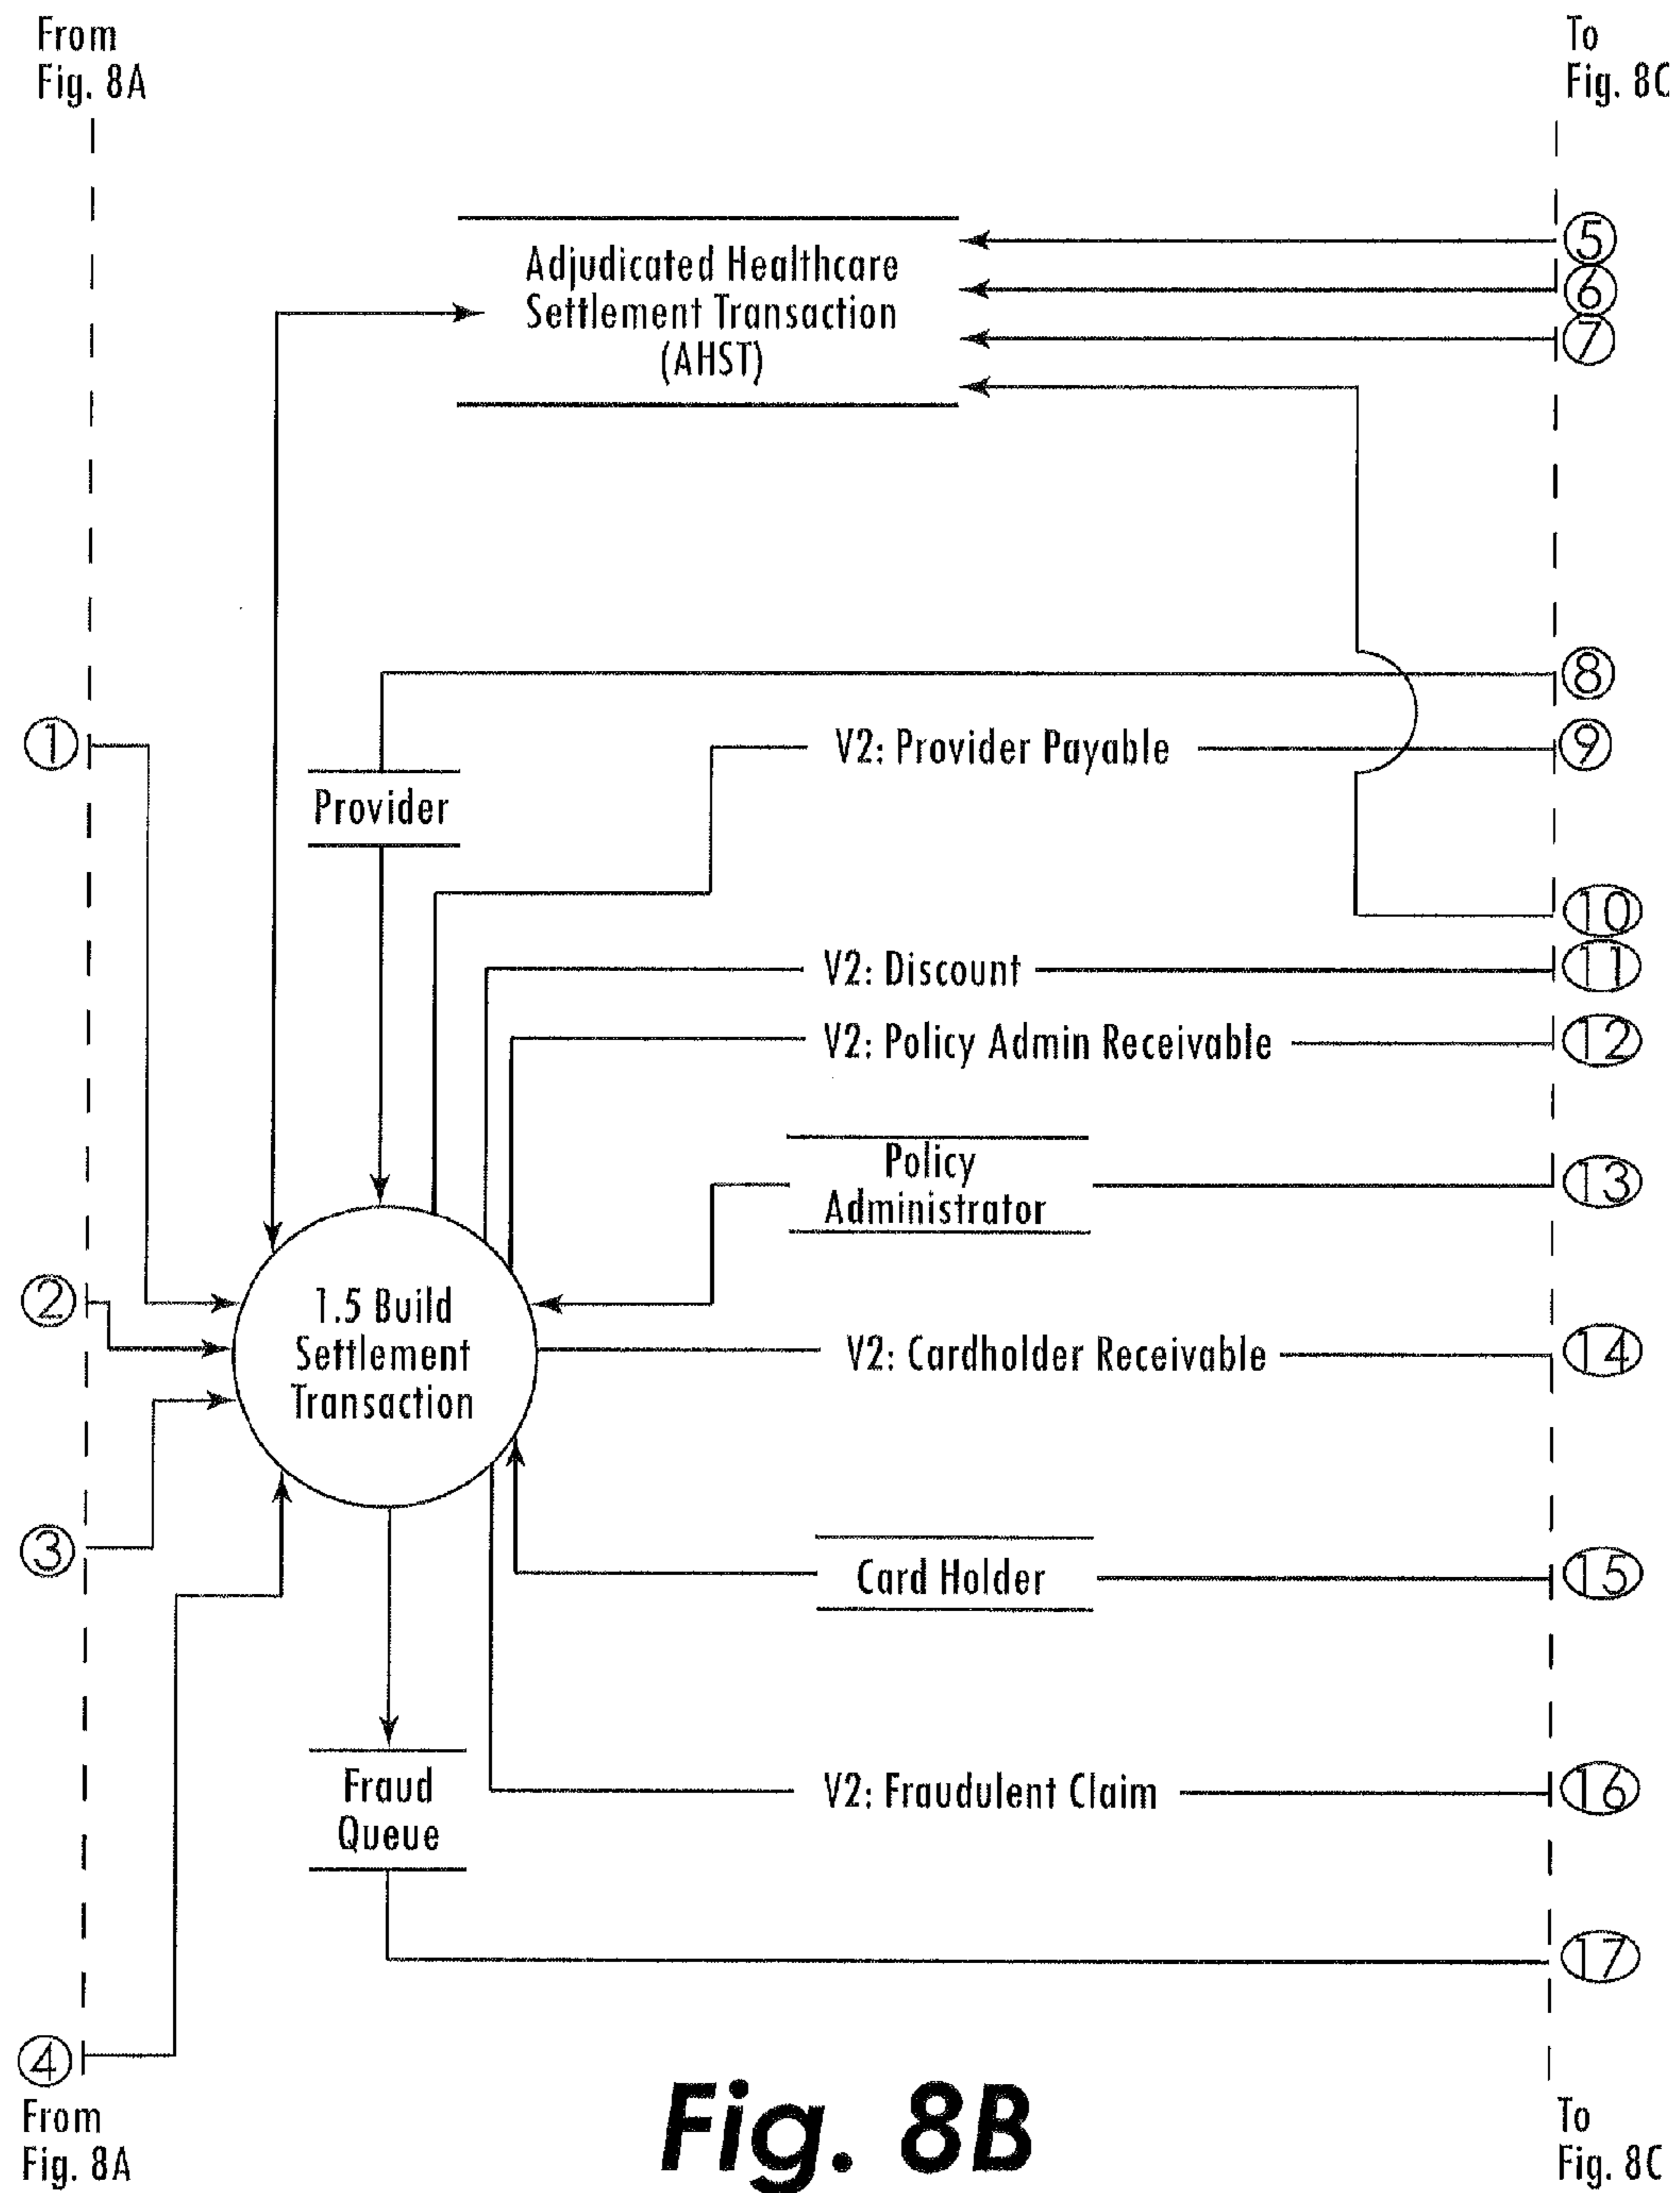 From
Fig. 8A
To
Fig. 8C
Adjudicated Healthcare
Settlement Transaction
(AHST)
5
6
7
8
1
V2: Provider Payable
9
Provider
10
V2: Discount
11
V2: Policy Admin Receivable
12
Policy
Administrator
13
2
1.5 Build
Settlement
Transaction
V2: Cardholder Receivable
14
3
Card Holder
15
Fraud
Queue
V2: Fraudulent Claim
16
17
4
From
Fig. 8A
Fig. 8B
To
Fig. 8C